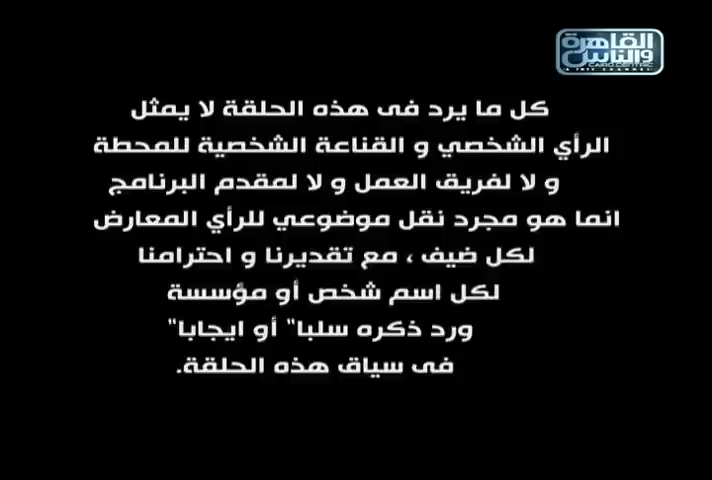 القاهرة
والناس
CAIRO CENTRIC
كل ما يرد فى هذه الحلقة لا يمثل
الرأي الشخصي و القناعة الشخصية للمحطة
و لا لفريق العمل و لا لمقدم البرنامج
انما هو مجرد نقل موضوعي للرأي المعارض
لكل ضيف ، مع تقديرنا و احترامنا
لكل اسم شخص أو مؤسسة
ورد ذكره سلبا" أو ايجابا"
فى سياق هذه الحلقة.